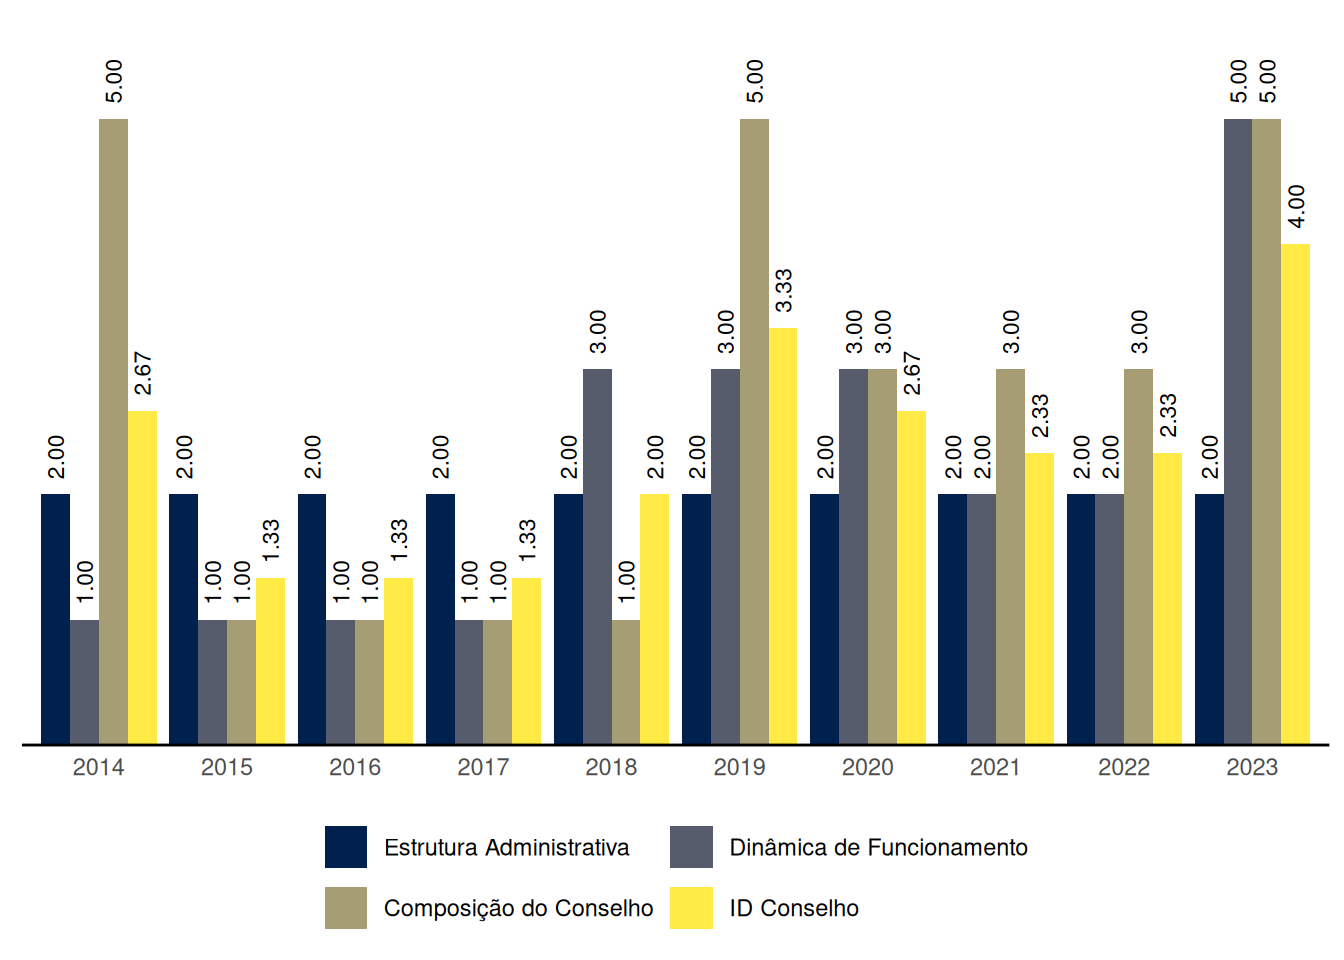 2.00 1.00 5.00 2.67 2.00 1.00 1.00 1.33 2.00 1.00 1.00 1.33 2.00 1.00 1.00 1.33 2.00 3.00 1.00 2.00 2.00 3.00 5.00 3.33 2.00 3.00 3.00 2.67 2.00 2.00 3.00 2.33 2.00 2.00 3.00 2.33 2.00 5.00 5.00 4.00
2014 2015 2016 2017 2018 2019 2020 2021 2022 2023
Estrutura Administrativa Dinâmica de Funcionamento
Composição do Conselho ID Conselho